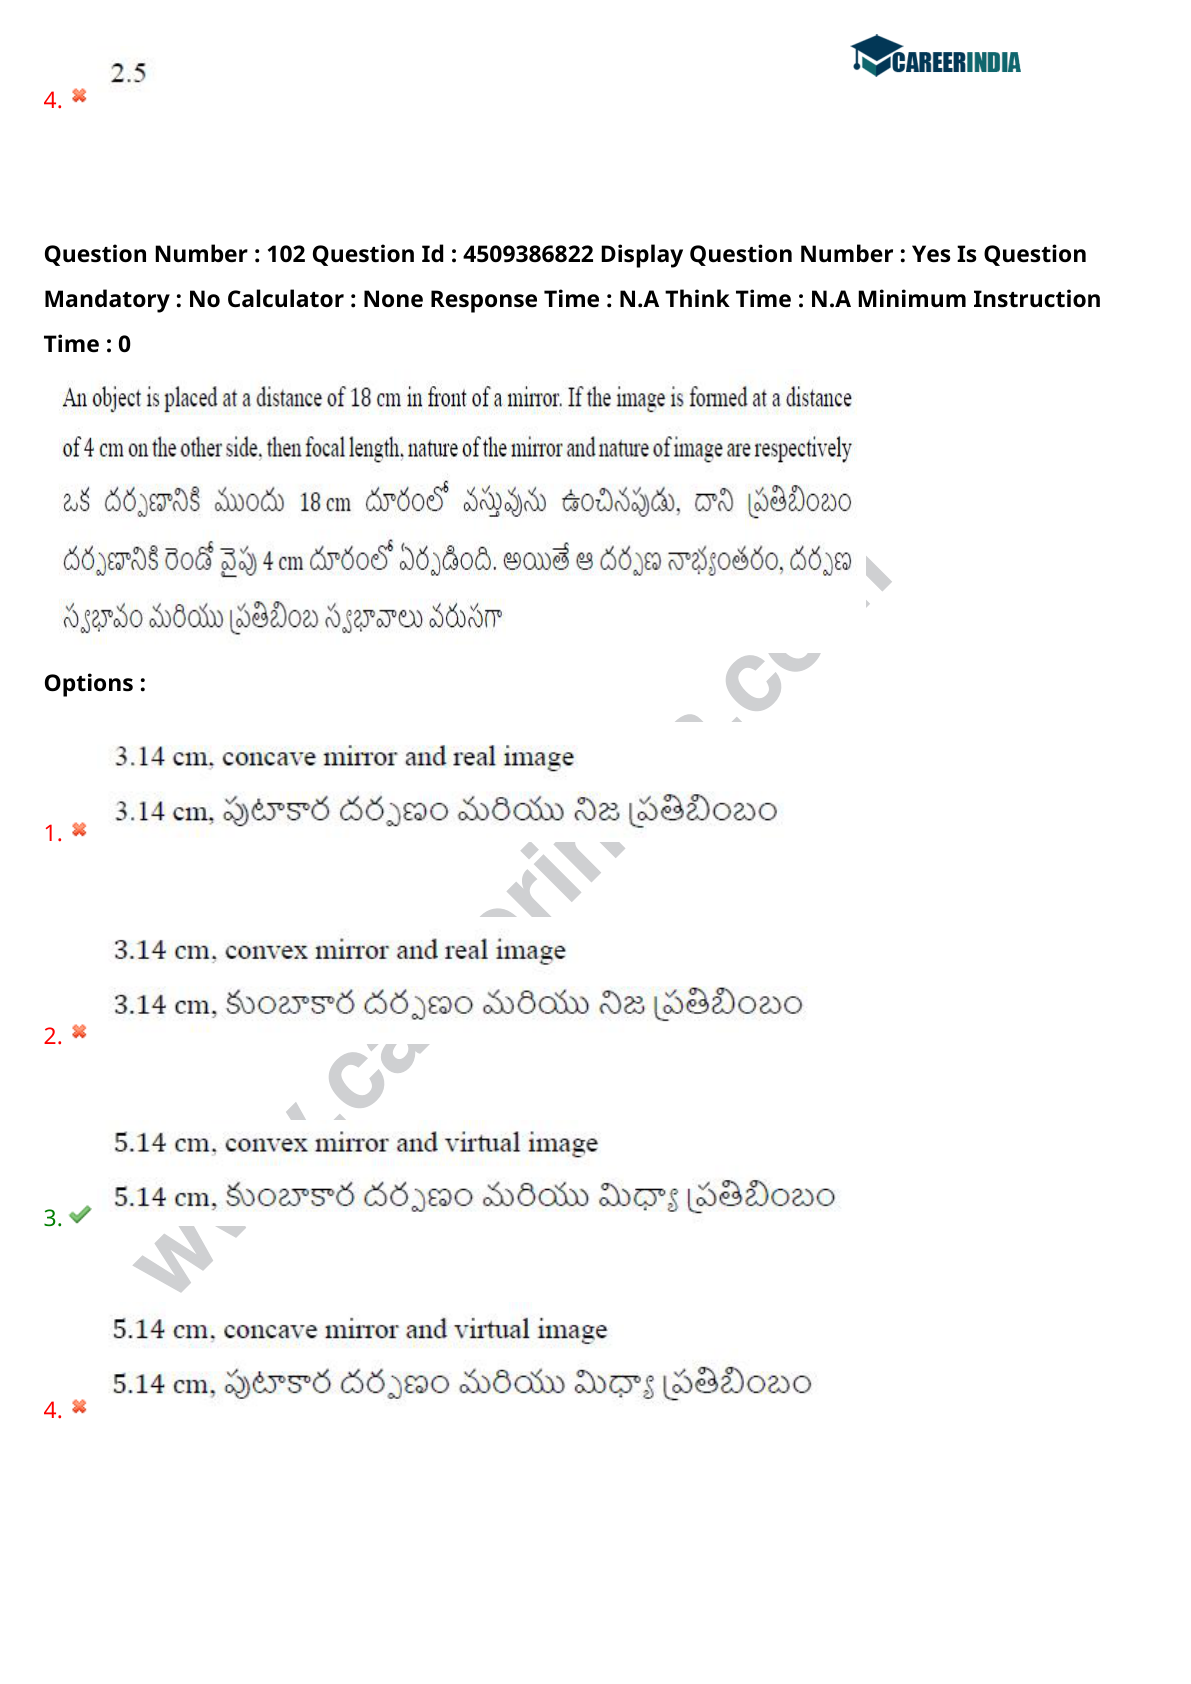 CAREERINDIA
2.5
4.
Question Number : 102 Question Id : 4509386822 Display Question Number : Yes Is Question
Mandatory : No Calculator : None Response Time : N.A Think Time : N.A Minimum Instruction
Time : 0
An object is placed at a distance of 18 cm in front of a mirror. If the image is formed at a distance
of 4 cm on the other side, then focal length, nature of the mirror and nature of image are respectively
ఒక దర్పణానికి ముందు 18 cm దూరంలో వస్తువును ఉంచినపుడు, దాని ప్రతిబింబం
దర్పణానికి రెండో వైపు 4 cm దూరంలో ఏర్పడింది. అయితే ఆ దర్పణ నాభ్యంతరం, దర్పణ
స్వభావం మరియు ప్రతిబింబ స్వభావాలు వరుసగా
Options :
3.14 cm, concave mirror and real image
3.14 cm, పుటాకార దర్పణం మరియు నిజ ప్రతిబింబం
1.
3.14 cm, convex mirror and real image
3.14 cm, కుంబాకార దర్పణం మరియు నిజ ప్రతిబింబం
2.
5.14 cm, convex mirror and virtual image
5.14 cm, కుంబాకార దర్పణం మరియు మిధ్యా ప్రతిబింబం
3.
5.14 cm, concave mirror and virtual image
5.14 cm, పుటాకార దర్పణం మరియు మిధ్యా ప్రతిబింబం
4.